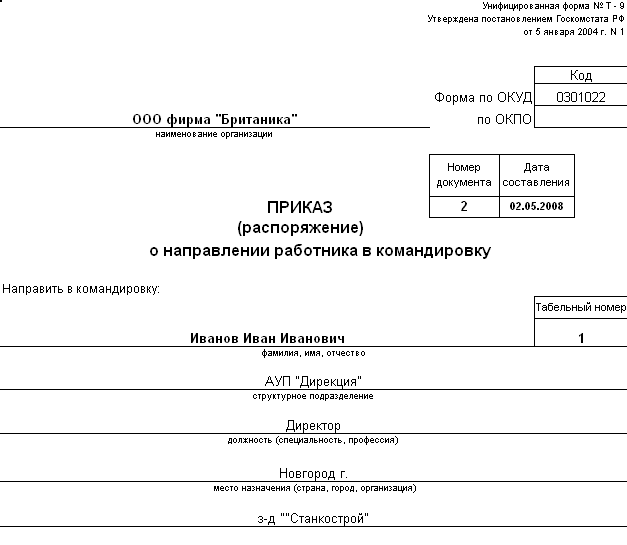 Унифицированная форма № Т - 9
Утверждена постановлением Госкомстата РФ
от 5 января 2004 г. N 1
Код
Форма по ОКУД 0301022
ООО фирма "Британика" по ОКПО
наименование организации
Номер документа Дата составления
2 02.05.2008
ПРИКАЗ
(распоряжение)
о направлении работника в командировку
Направить в командировку:
Табельный номер
Иванов Иван Иванович 1
фамилия, имя, отчество
АУП "Дирекция"
структурное подразделение
Директор
должность (специальность, профессия)
Новгород г.
место назначения (страна, город, организация)
з-д ""Станкострой"